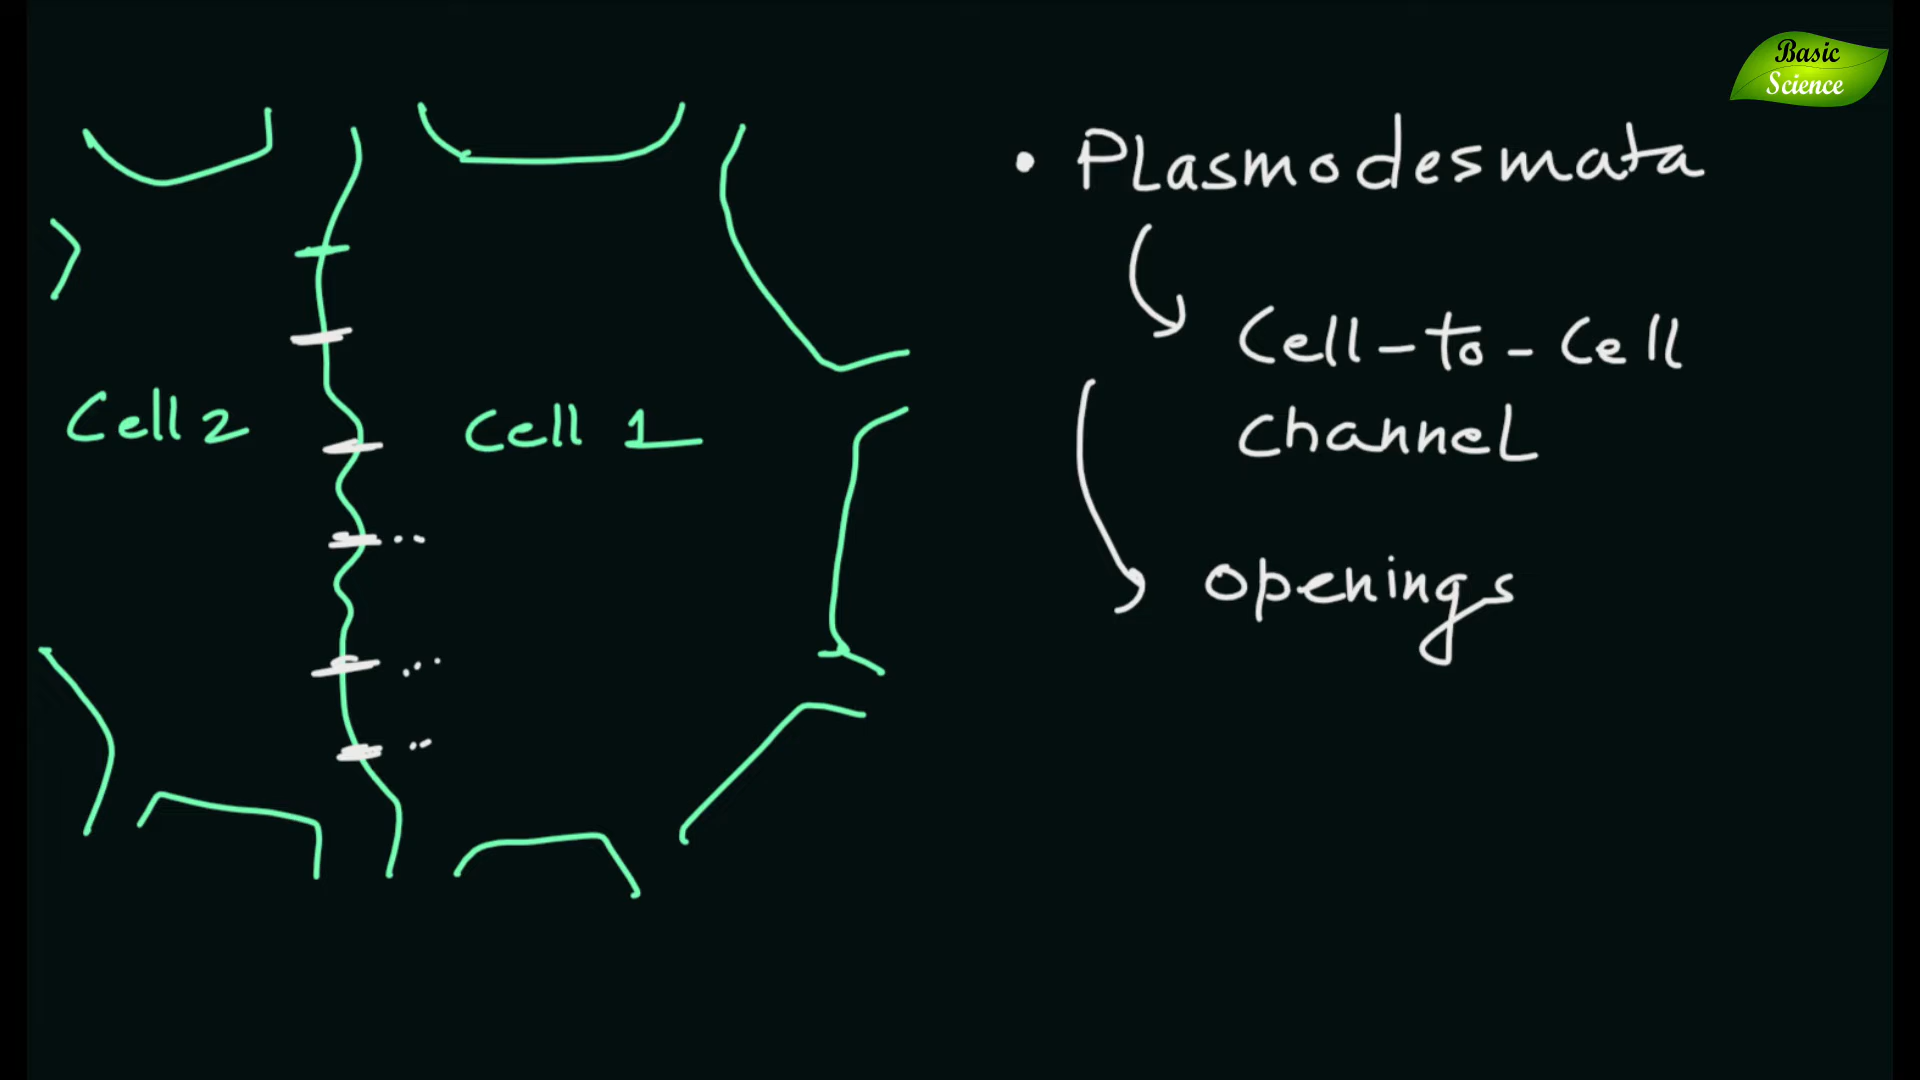 Basic
Science
• Plasmodesmata
Cell-to-Cell
Channel
openings
Cell 2
Cell 1